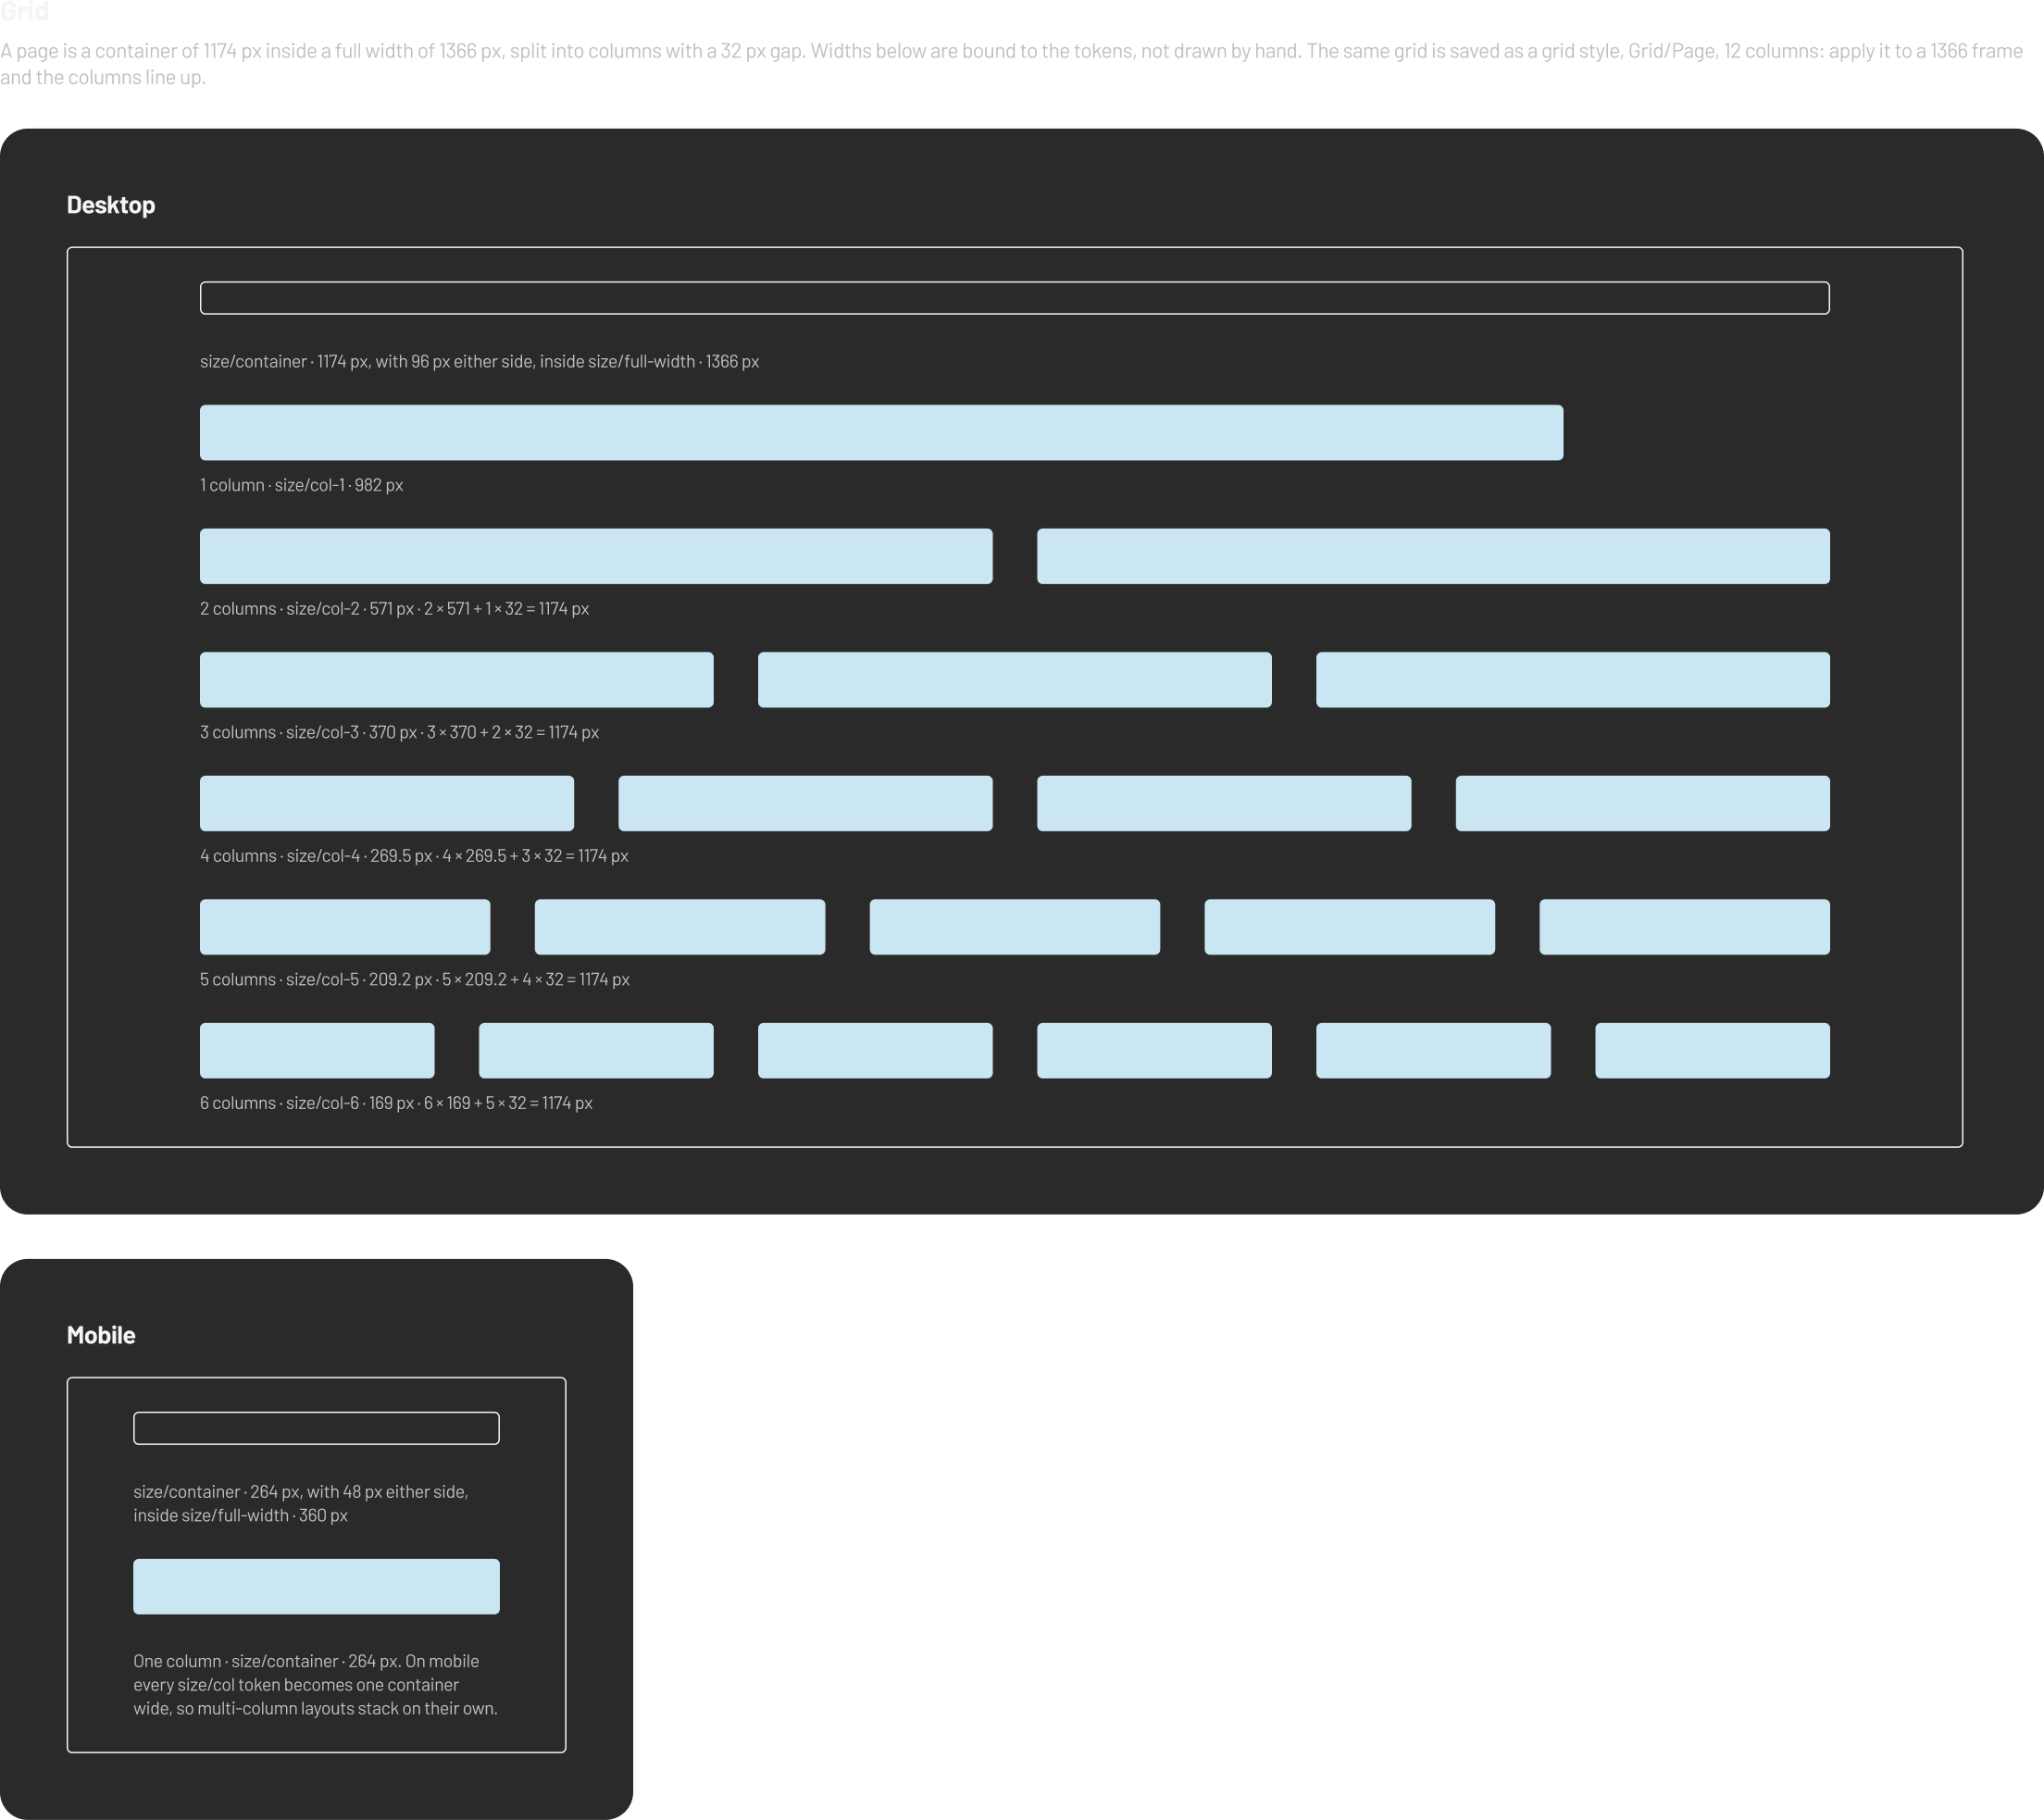 Grid
A page is a container of 1174 px inside a full width of 1366 px, split into columns with a 32 px gap. Widths below are bound to the tokens, not drawn by hand. The same grid is saved as a grid style, Grid/Page, 12 columns: apply it to a 1366 frame
and the columns line up.
Desktop
size/container · 1174 px, with 96 px either side, inside size/full-width · 1366 px
1 column · size/col-1 · 982 px
2 columns · size/col-2 · 571 px · 2 × 571 + 1 × 32 = 1174 px
3 columns · size/col-3 · 370 px · 3 × 370 + 2 × 32 = 1174 px
4 columns · size/col-4 · 269.5 px · 4 × 269.5 + 3 × 32 = 1174 px
5 columns · size/col-5 · 209.2 px · 5 × 209.2 + 4 × 32 = 1174 px
6 columns · size/col-6 · 169 px · 6 × 169 + 5 × 32 = 1174 px
Mobile
size/container · 264 px, with 48 px either side,
inside size/full-width · 360 px
One column · size/container · 264 px. On mobile
every size/col token becomes one container
wide, so multi-column layouts stack on their own.